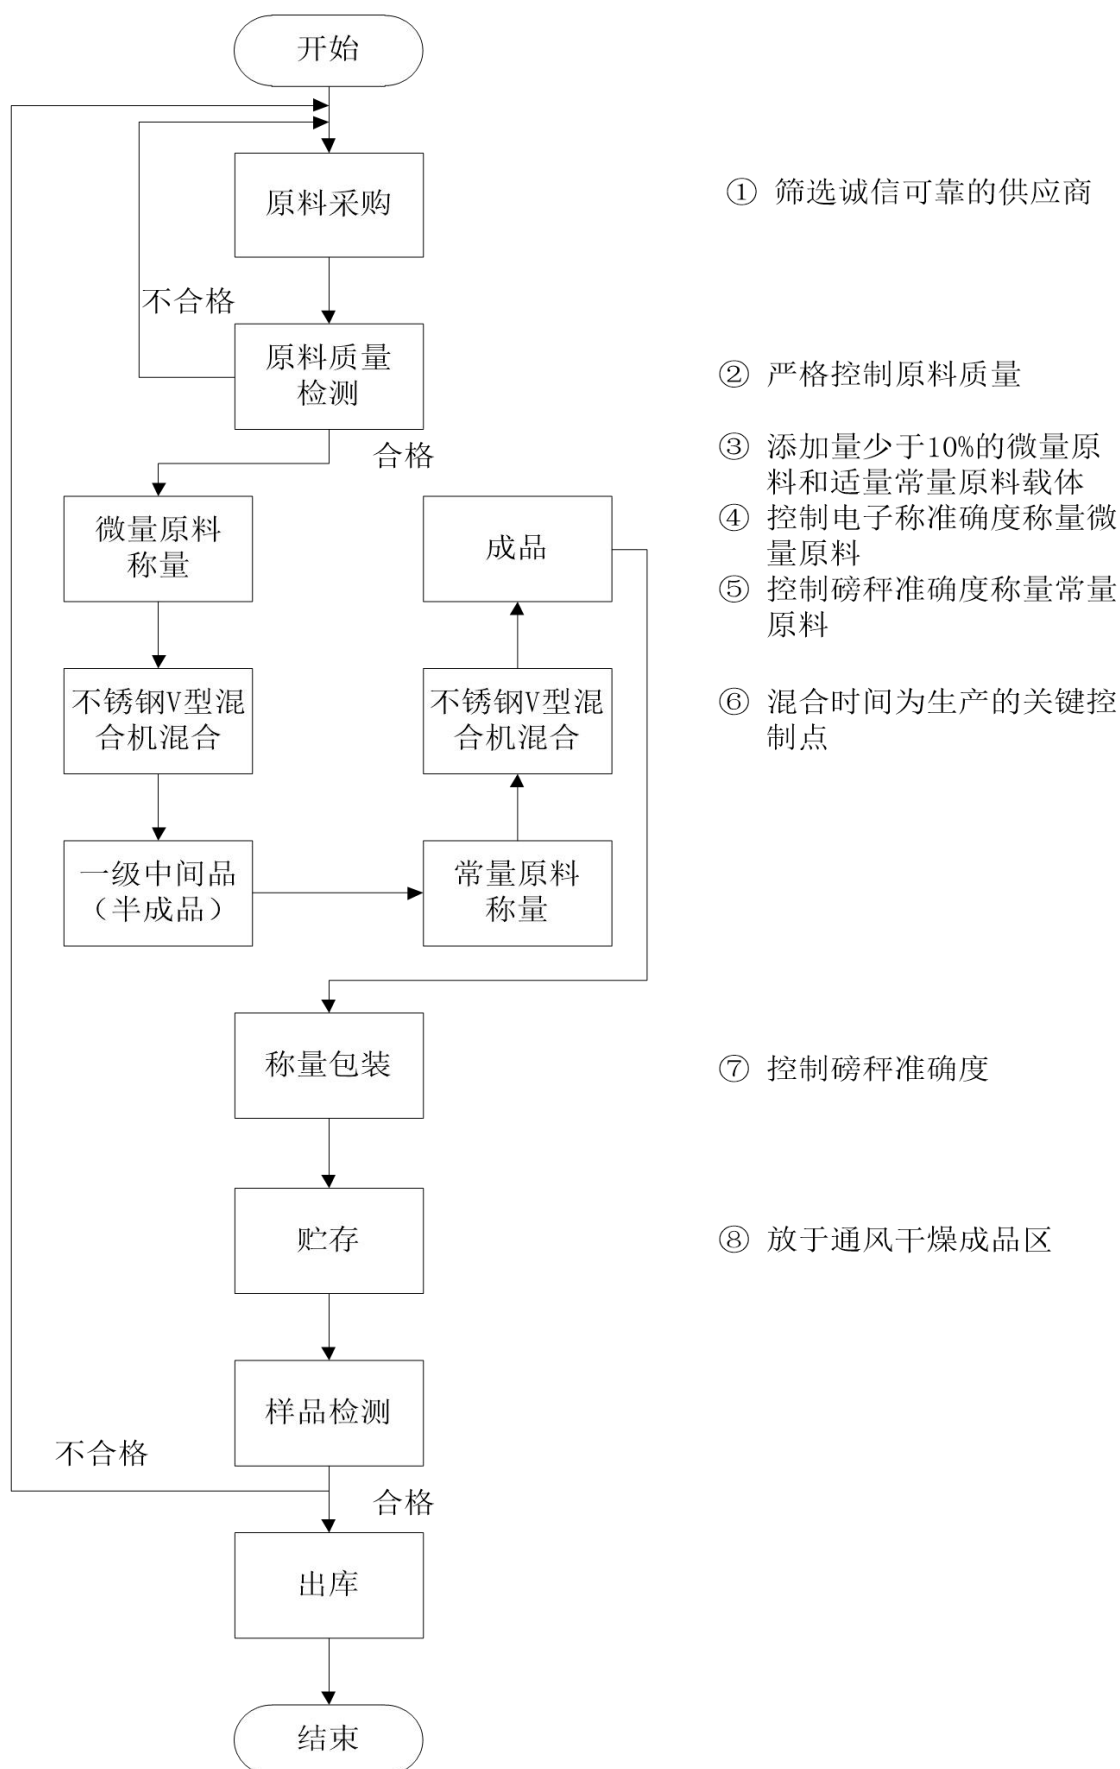 开始
原料采购
① 筛选诚信可靠的供应商
不合格
原料质量
检测
② 严格控制原料质量
合格
③ 添加量少于10%的微量原
料和适量常量原料载体
④ 控制电子称准确度称量微
量原料
⑤ 控制磅秤准确度称量常量
原料
微量原料
称量
成品
不锈钢V型混
合机混合
不锈钢V型混
合机混合
⑥ 混合时间为生产的关键控
制点
一级中间品
（半成品）
常量原料
称量
称量包装
⑦ 控制磅秤准确度
贮存
⑧ 放于通风干燥成品区
样品检测
不合格
合格
出库
结束